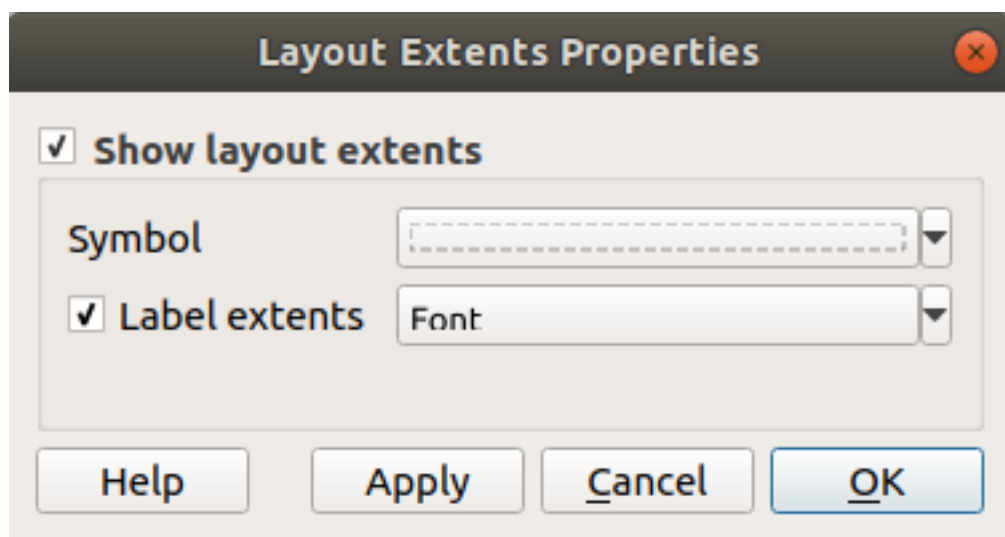 Layout Extents Properties
Show layout extents
Symbol
Label extents Font
Help Apply Cancel OK